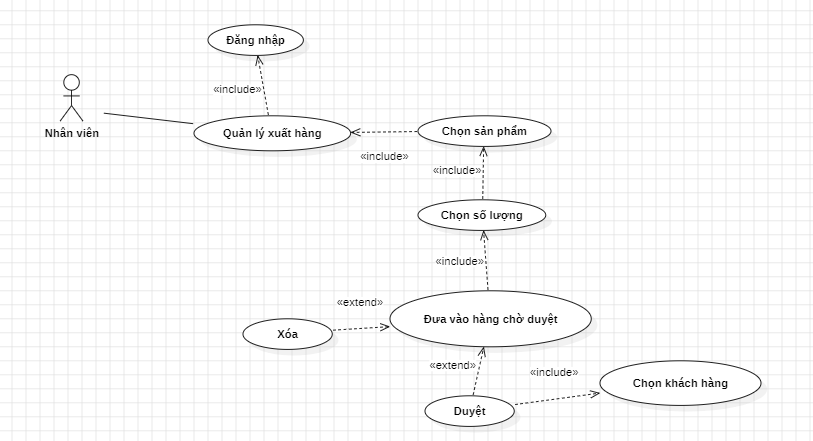 Đăng nhập
«include»
Nhân viên
Quản lý xuất hàng
Chọn sản phẩm
«include»
«include»
Chọn số lượng
«include»
«extend»
Đưa vào hàng chờ duyệt
Xóa
«extend»
«include»
Chọn khách hàng
Duyệt